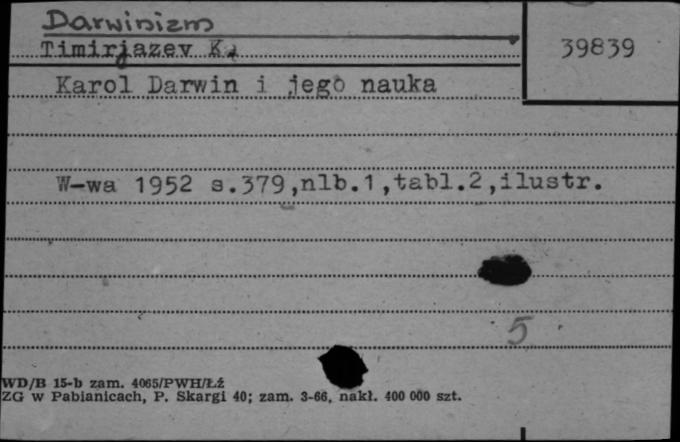 Darwinizm
Timirjazev K.
39839
Karol Darwin i jego nauka
W-wa 1952 s.379,nlb.1,tabl.2,ilustr.
5
WD/B 15-b zam. 4065/PWH/Łź
ZG w Pabianicach, P. Skargi 40; zam. 3-66, nakł. 400 000 szt.